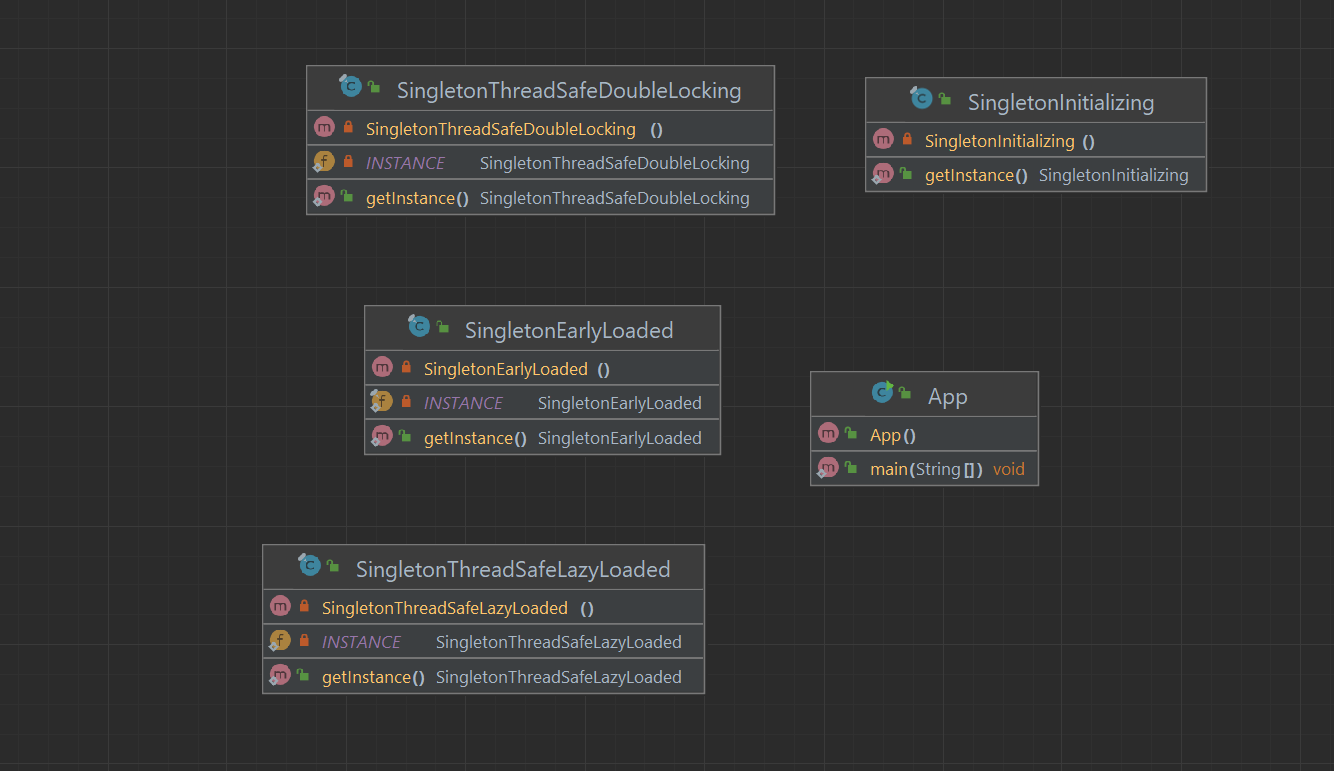 SingletonThreadSafeDoubleLocking
SingletonThreadSafeDoubleLocking ()
INSTANCE SingletonThreadSafeDoubleLocking
getInstance() SingletonThreadSafeDoubleLocking
SingletonInitializing
SingletonInitializing ()
getInstance() SingletonInitializing
SingletonEarlyLoaded
SingletonEarlyLoaded ()
INSTANCE SingletonEarlyLoaded
getInstance() SingletonEarlyLoaded
App
App()
main(String[]) void
SingletonThreadSafeLazyLoaded
SingletonThreadSafeLazyLoaded ()
INSTANCE SingletonThreadSafeLazyLoaded
getInstance() SingletonThreadSafeLazyLoaded